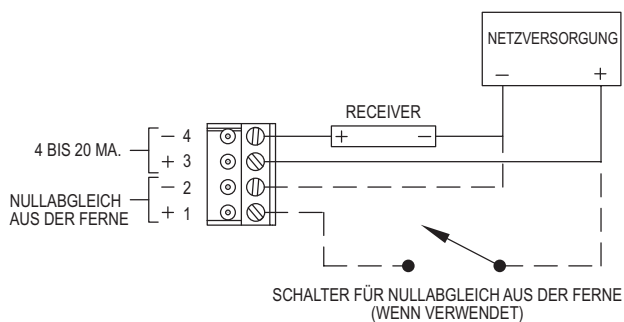 NETZVERSORGUNG
− +
RECEIVER
+ −
4 BIS 20 MA.
− 4
+ 3
NULLABGLEICH
AUS DER FERNE
− 2
+ 1
SCHALTER FÜR NULLABGLEICH AUS DER FERNE
(WENN VERWENDET)